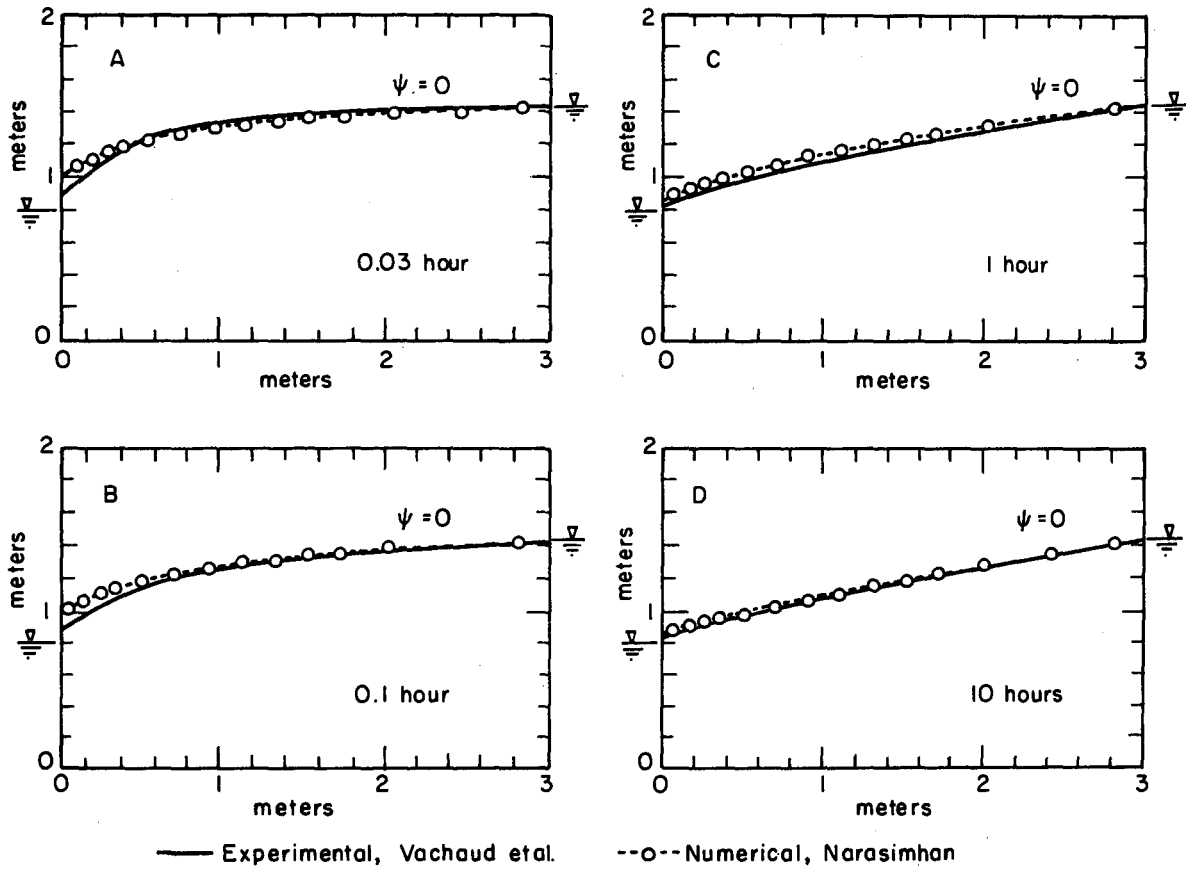 2
A
ψ = 0
meters
1
0.03 hour
0
0 1 2 3
meters
2
C
ψ = 0
meters
1
1 hour
0
0 1 2 3
meters
2
B
ψ = 0
meters
1
0.1 hour
0
0 1 2 3
meters
2
D
ψ = 0
meters
1
10 hours
0
0 1 2 3
meters
Experimental, Vachaud et al.
Numerical, Narasimhan